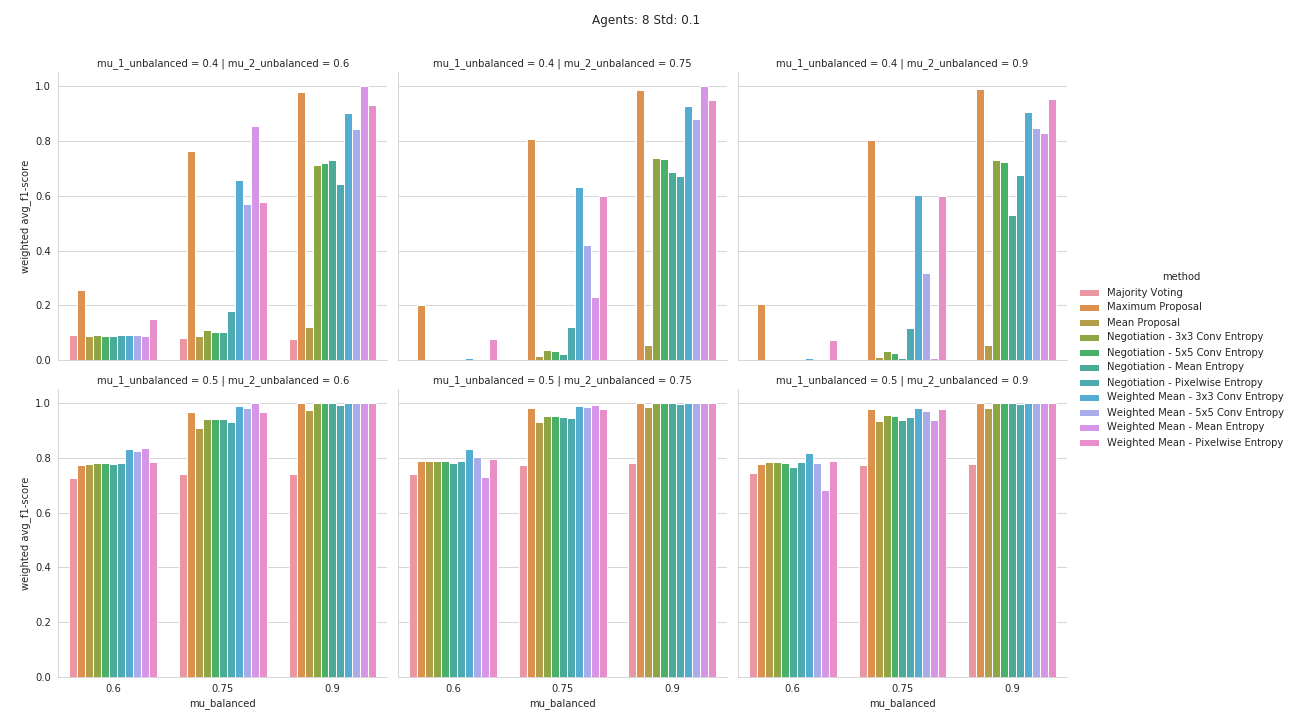 Agents: 8 Std: 0.1
mu_1_unbalanced = 0.4 | mu_2_unbalanced = 0.6
mu_1_unbalanced = 0.4 | mu_2_unbalanced = 0.75
mu_1_unbalanced = 0.4 | mu_2_unbalanced = 0.9
1.0
0.8
0.6
0.4
0.2
0.0
weighted avg_f1-score
mu_1_unbalanced = 0.5 | mu_2_unbalanced = 0.6
mu_1_unbalanced = 0.5 | mu_2_unbalanced = 0.75
mu_1_unbalanced = 0.5 | mu_2_unbalanced = 0.9
1.0
0.8
0.6
0.4
0.2
0.0
weighted avg_f1-score
0.6
0.75
0.9
mu_balanced
0.6
0.75
0.9
mu_balanced
0.6
0.75
0.9
mu_balanced
method
Majority Voting
Maximum Proposal
Mean Proposal
Negotiation - 3x3 Conv Entropy
Negotiation - 5x5 Conv Entropy
Negotiation - Mean Entropy
Negotiation - Pixelwise Entropy
Weighted Mean - 3x3 Conv Entropy
Weighted Mean - 5x5 Conv Entropy
Weighted Mean - Mean Entropy
Weighted Mean - Pixelwise Entropy